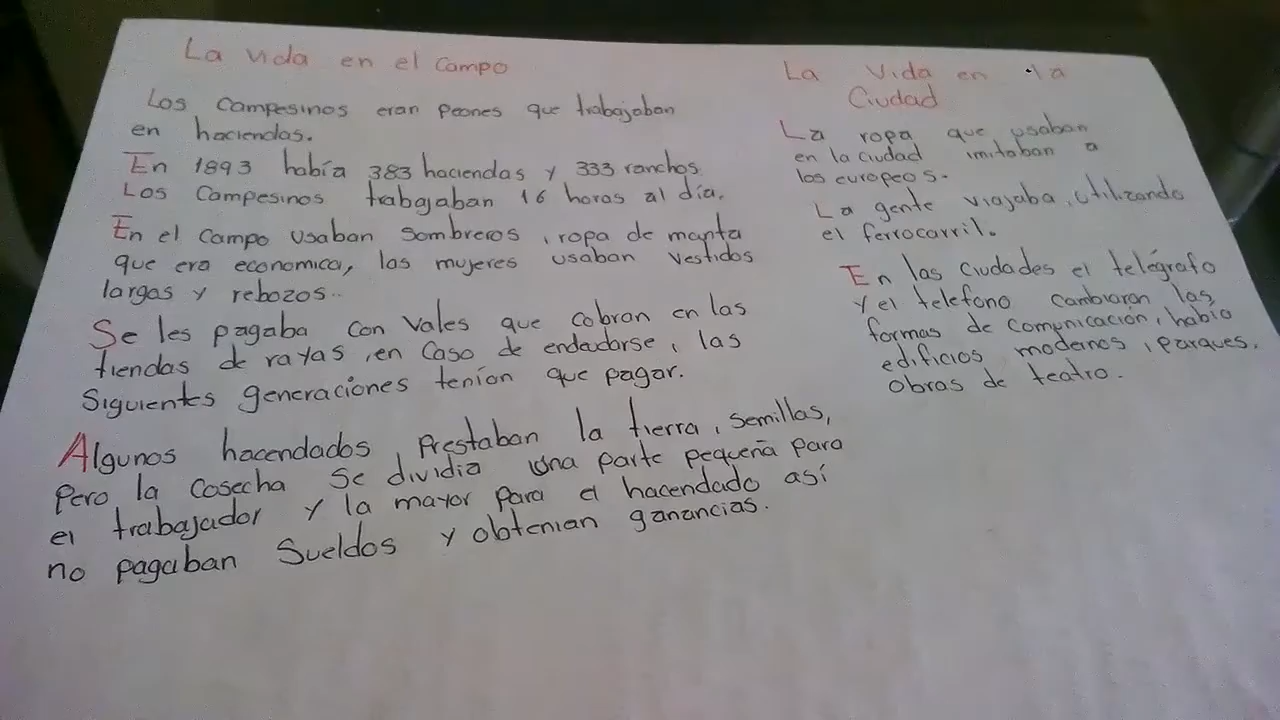 La vida en el Campo
Los Campesinos eran peones que trabajaban
en haciendas.
En 1893 había 383 haciendas y 333 ranchos
Los Campesinos trabajaban 16 horas al día.
En el Campo usaban Sombreros, ropa de manta
que era economica, las mujeres usaban vestidos
largas y rebozos..
Se les pagaba con vales que cobran en las
tiendas de rayas, en Caso de endeudarse, las
Siguientes generaciones tenían que pagar.
Algunos hacendados Prestaban la tierra, semillas,
pero la Cosecha se dividia una parte pequeña para
el trabajador y la mayor para el hacendado así
no pagaban Sueldos y obtenian ganancias.
La Vida en la
Ciudad
La ropa que usaban
en la Ciudad imitaban a
los europeos.
La gente viajaba, utilizando
el ferrocarril.
En las Ciudades el telégrafo
y el telefono cambiaron las
formas de comunicación, había
edificios modernos, parques,
obras de teatro.